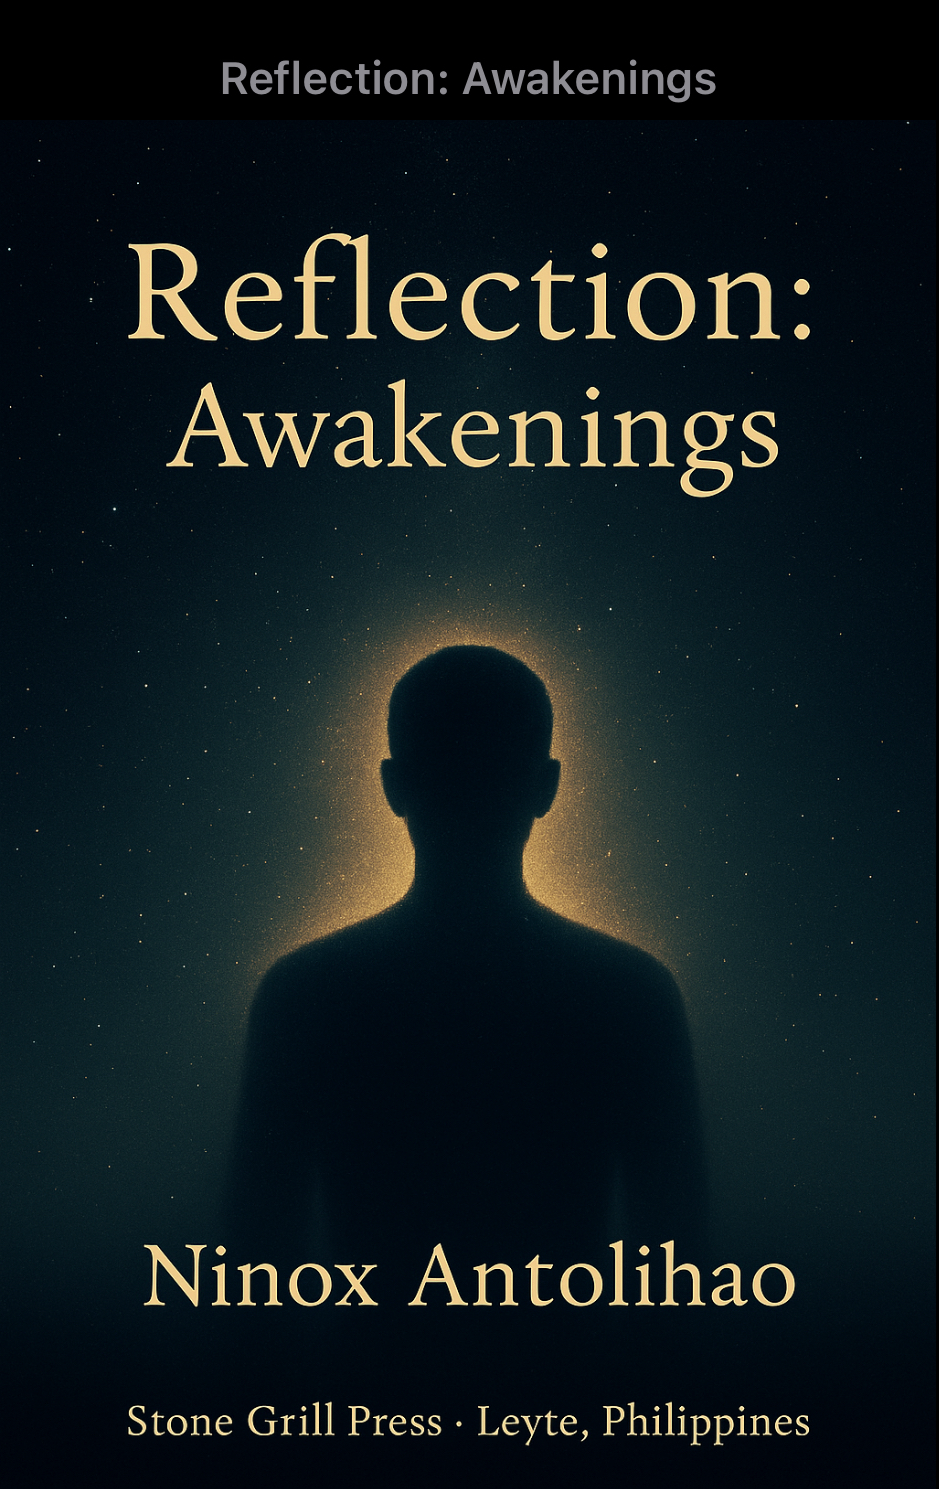 Reflection: Awakenings
Reflection:
Awakenings
Ninox Antolihao
Stone Grill Press · Leyte, Philippines